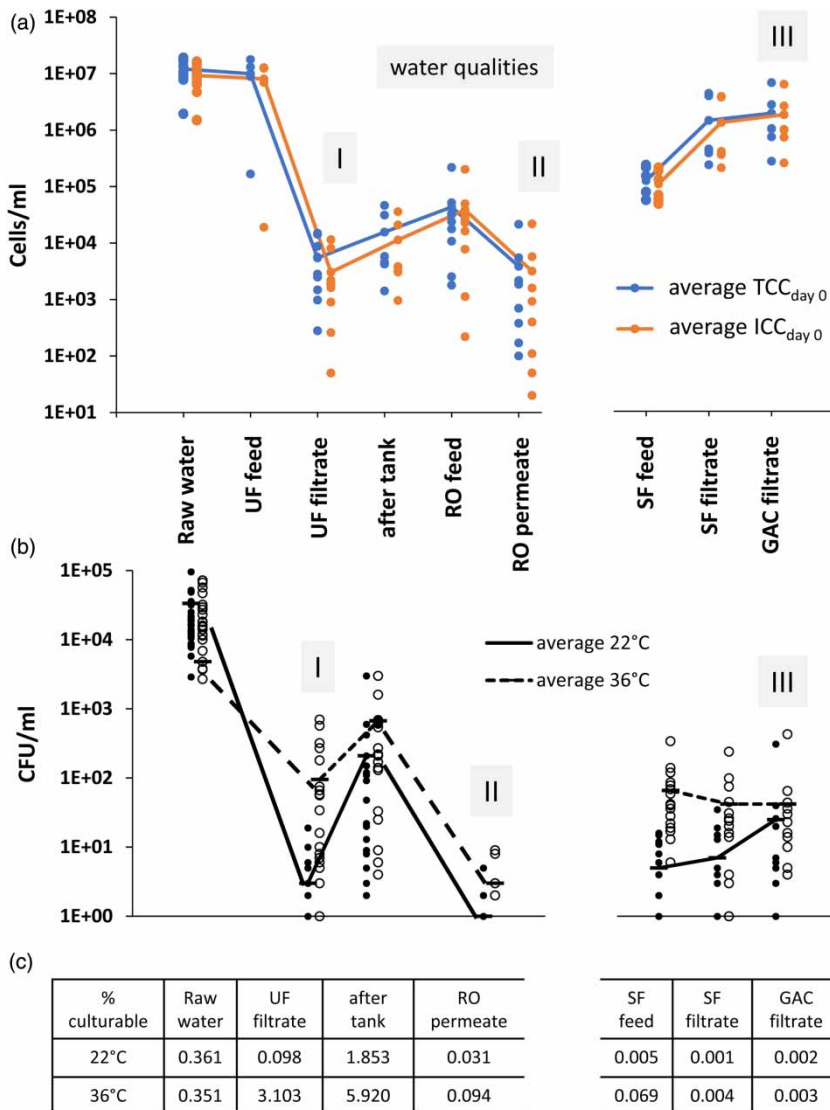 (a)
1E+08
1E+07
1E+06
1E+05
1E+04
1E+03
1E+02
1E+01
Cells/ml
water qualities
I
II
III
average TCCday 0
average ICCday 0
Raw water
UF feed
UF filtrate
after tank
RO feed
RO permeate
SF feed
SF filtrate
GAC filtrate
(b)
1E+05
1E+04
1E+03
1E+02
1E+01
1E+00
CFU/ml
I
II
III
average 22°C
average 36°C
(c)
% culturable Raw water UF filtrate after tank RO permeate SF feed SF filtrate GAC filtrate
22°C 0.361 0.098 1.853 0.031 0.005 0.001 0.002
36°C 0.351 3.103 5.920 0.094 0.069 0.004 0.003